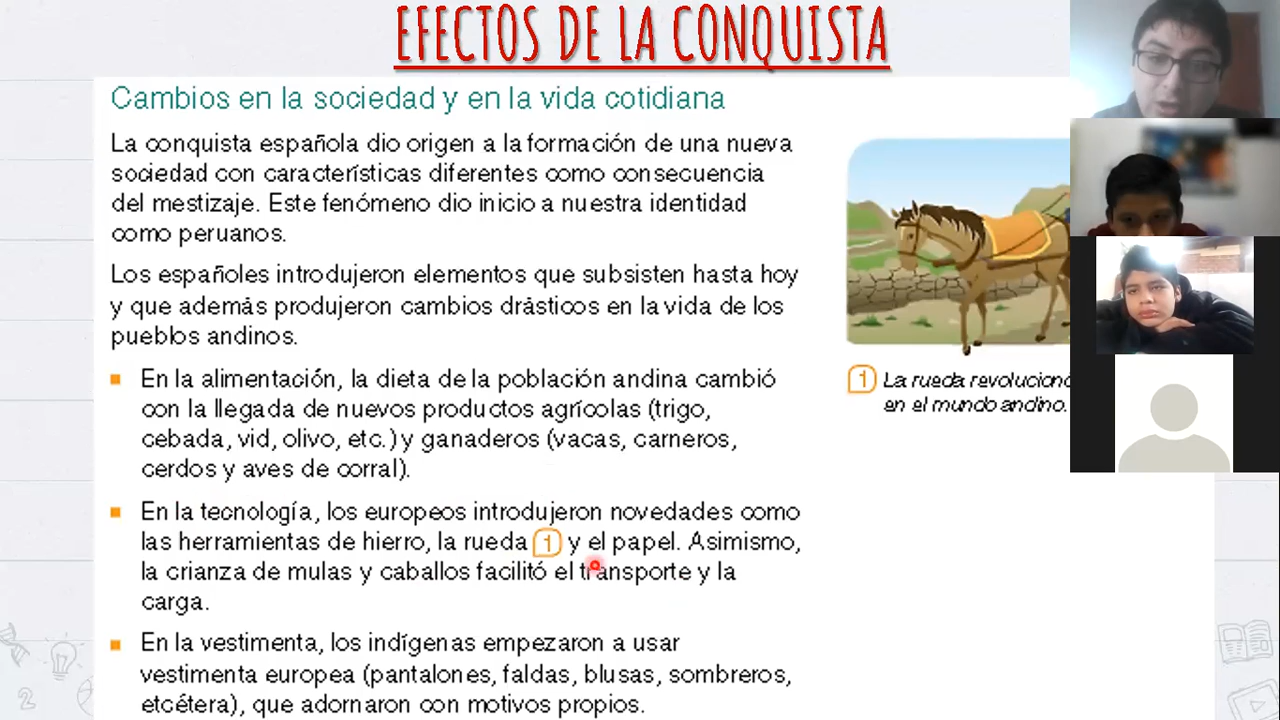 EFECTOS DE LA CONQUISTA
Cambios en la sociedad y en la vida cotidiana
La conquista española dio origen a la formación de una nueva
sociedad con características diferentes como consecuencia
del mestizaje. Este fenómeno dio inicio a nuestra identidad
como peruanos.
Los españoles introdujeron elementos que subsisten hasta hoy
y que además produjeron cambios drásticos en la vida de los
pueblos andinos.
En la alimentación, la dieta de la población andina cambió
con la llegada de nuevos productos agrícolas (trigo,
cebada, vid, olivo, etc.) y ganaderos (vacas, carneros,
cerdos y aves de corral).
En la tecnología, los europeos introdujeron novedades como
las herramientas de hierro, la rueda 1 y el papel. Asimismo,
la crianza de mulas y caballos facilitó el transporte y la
carga.
En la vestimenta, los indígenas empezaron a usar
vestimenta europea (pantalones, faldas, blusas, sombreros,
etcétera), que adornaron con motivos propios.
1 La rueda
en el mundo andino.
2